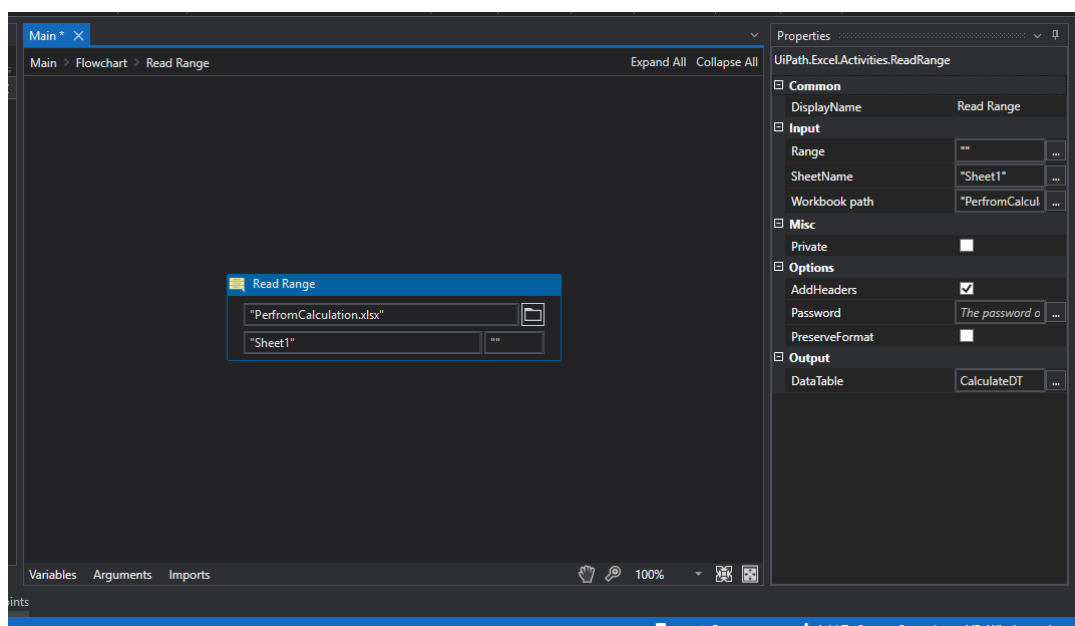 Main *
Main > Flowchart > Read Range
Expand All Collapse All
Read Range
"PerfromCalculation.xlsx"
"Sheet1" ""
Variables Arguments Imports
100%
Properties
UiPath.Excel.Activities.ReadRange
Common
DisplayName Read Range
Input
Range ""
SheetName "Sheet1"
Workbook path "PerfromCalcul
Misc
Private
Options
AddHeaders
Password The password o
PreserveFormat
Output
DataTable CalculateDT
oints